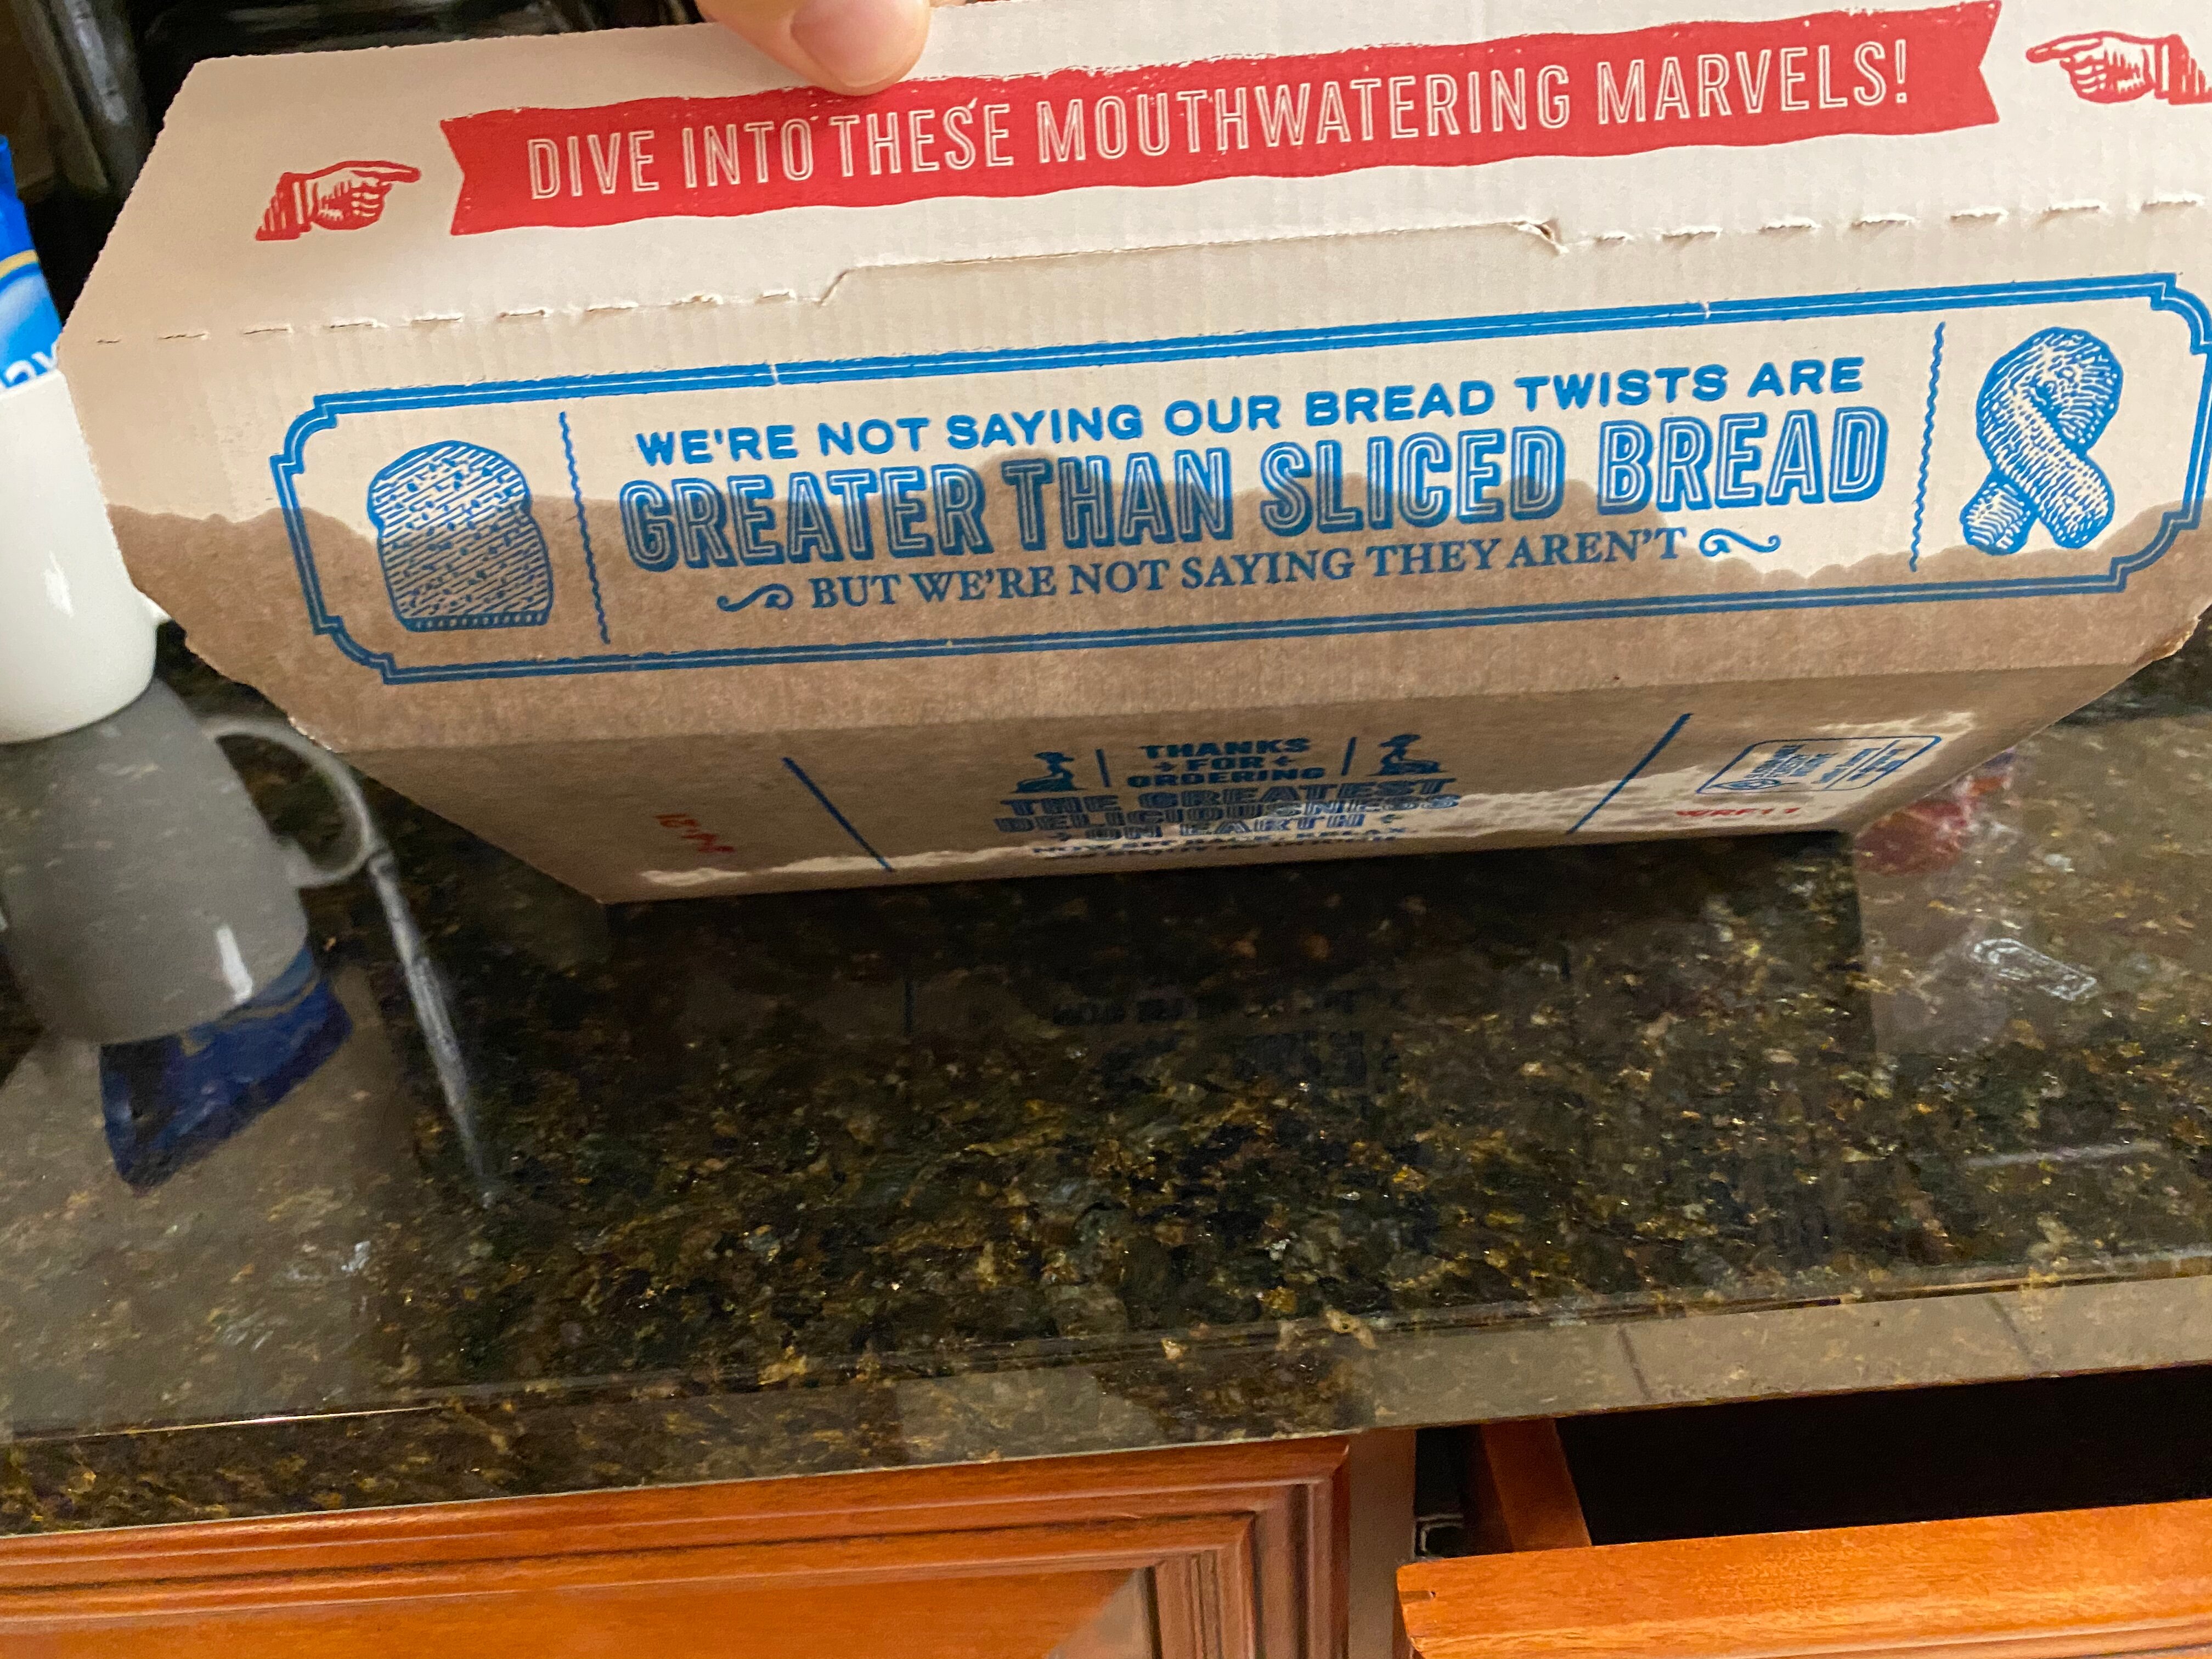 DIVE INTO THESE MOUTHWATERING MARVELS!
WE'RE NOT SAYING OUR BREAD TWISTS ARE
GREATER THAN SLICED BREAD
BUT WE'RE NOT SAYING THEY AREN'T
THANKS
FOR
ORDERING
THE GREATEST
DELICIOUSNESS
ON EARTH
WRF11